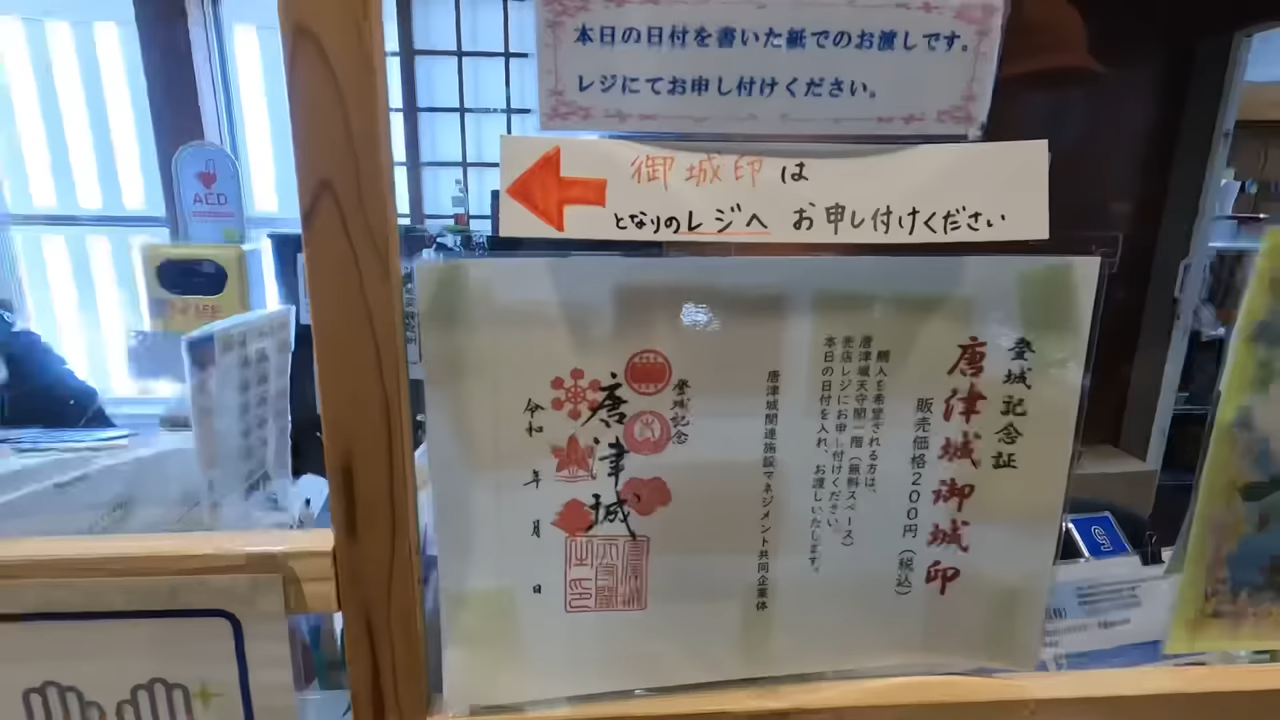 本日の日付を書いた紙でのお渡しです。
レジにてお申し付けください。
御城印は
となりのレジへ お申し付けください
AED
登城記念証
唐津城御城印
販売価格200円（税込）
購入を希望される方は、
唐津城天守閣一階（無料スペース）
売店レジにお申し付けください。
本日の日付を入れ、お渡しいたします。
唐津城関連施設マネジメント共同企業体
登城記念
唐津城
令和 年 月 日